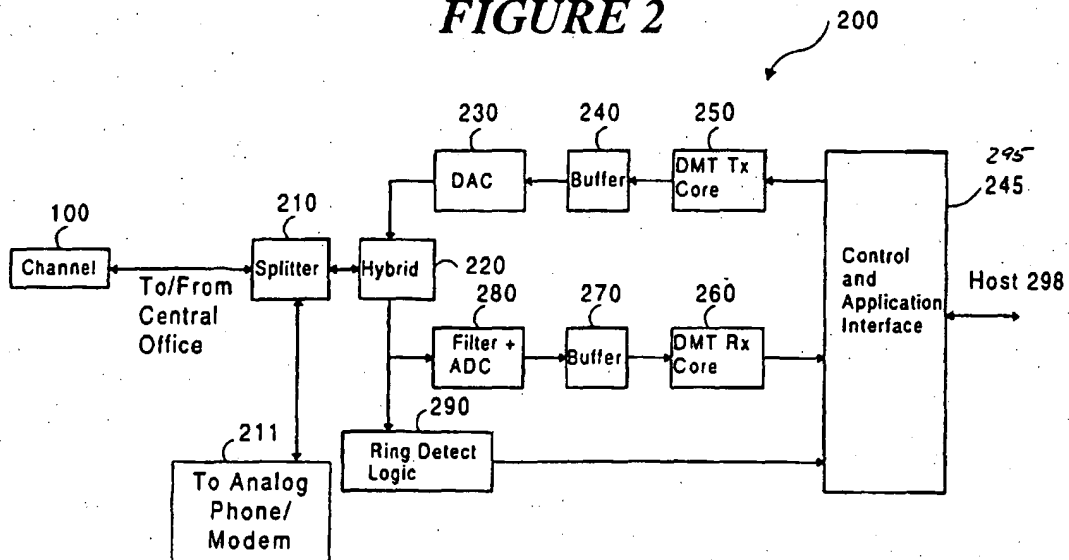 FIGURE 2
200
230
240
250
DAC
Buffer
DMT Tx
Core
295
245
100
210
Channel
Splitter
Hybrid
220
To/From
Central
Office
280
270
260
Filter +
ADC
Buffer
DMT Rx
Core
Control
and
Application
Interface
Host 298
290
Ring Detect
Logic
211
To Analog
Phone/
Modem